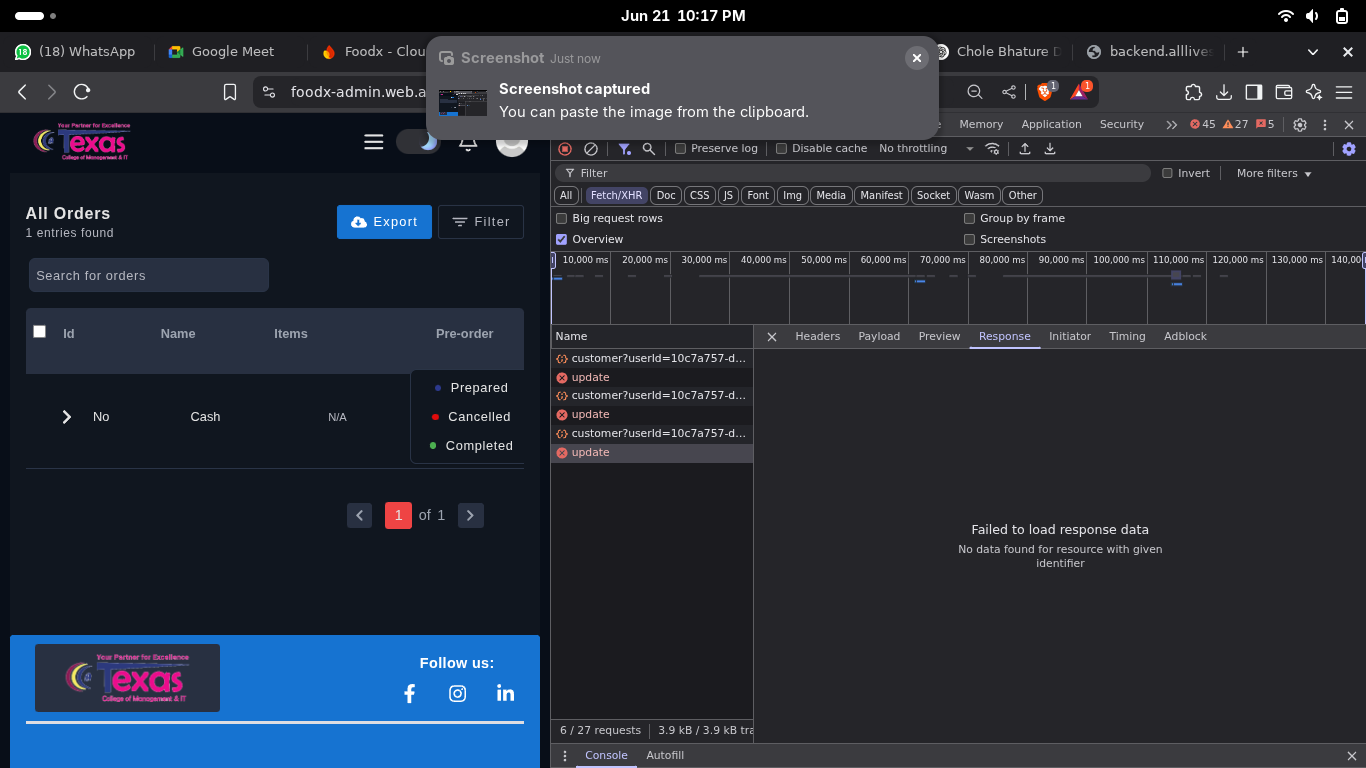 Jun 21 10:17 PM
(18) WhatsApp
Google Meet
Foodx - Clou
Chole Bhature D
backend.alllives
foodx-admin.web.a
1
1
Screenshot Just now
Screenshot captured
You can paste the image from the clipboard.
Your Partner for Excellence
Texas
College of Management & IT
All Orders
1 entries found
Export
Filter
Search for orders
Id Name Items Pre-order
No Cash N/A
Prepared
Cancelled
Completed
1 of 1
Your Partner for Excellence
Texas
College of Management & IT
Follow us:
Memory Application Security 45 27 5
Preserve log Disable cache No throttling
Filter Invert More filters
All Fetch/XHR Doc CSS JS Font Img Media Manifest Socket Wasm Other
Big request rows Group by frame
Overview Screenshots
10,000 ms 20,000 ms 30,000 ms 40,000 ms 50,000 ms 60,000 ms 70,000 ms 80,000 ms 90,000 ms 100,000 ms 110,000 ms 120,000 ms 130,000 ms 140,00
Name Headers Payload Preview Response Initiator Timing Adblock
customer?userId=10c7a757-d...
update
customer?userId=10c7a757-d...
update
customer?userId=10c7a757-d...
update
Failed to load response data
No data found for resource with given
identifier
6 / 27 requests 3.9 kB / 3.9 kB tra
Console Autofill